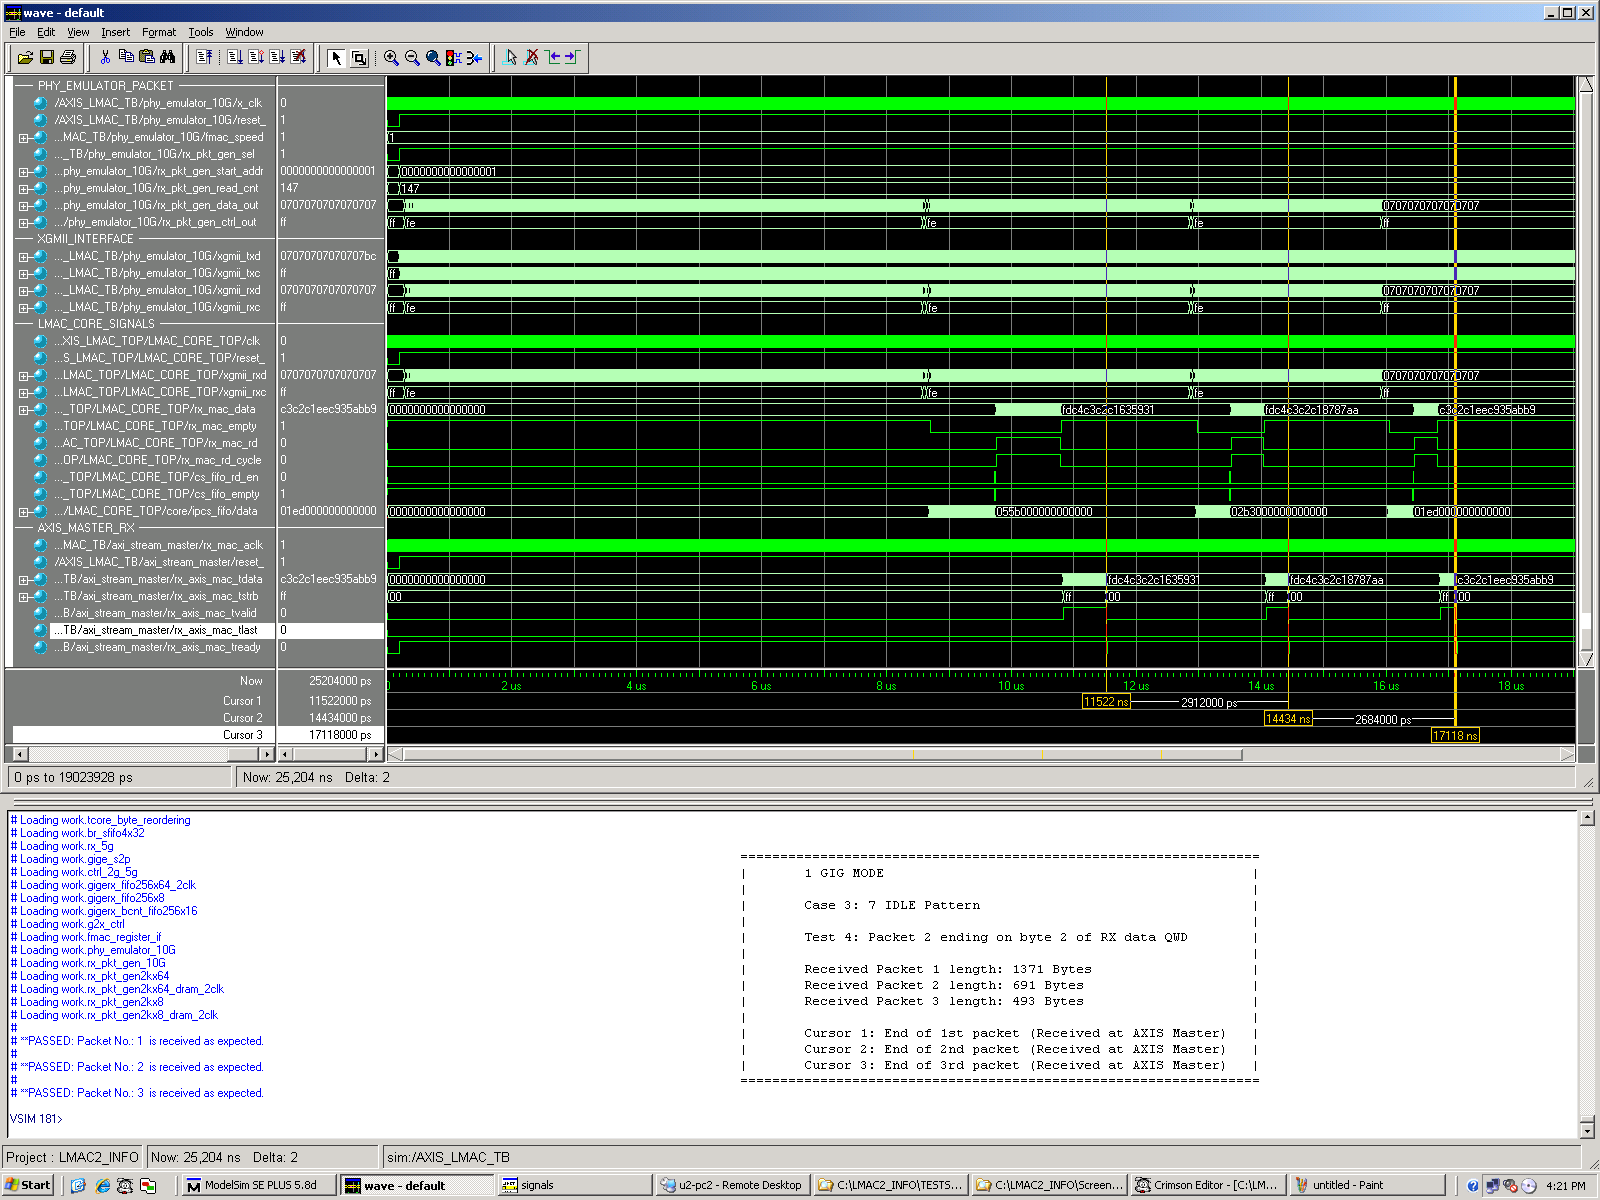 wave - default
File Edit View Insert Format Tools Window
PHY_EMULATOR_PACKET
/AXIS_LMAC_TB/phy_emulator_10G/x_clk 0
/AXIS_LMAC_TB/phy_emulator_10G/reset_ 1
...MAC_TB/phy_emulator_10G/fmac_speed 1 1
..._TB/phy_emulator_10G/rx_pkt_gen_sel 1
...phy_emulator_10G/rx_pkt_gen_start_addr 0000000000000001 0000000000000001
...phy_emulator_10G/rx_pkt_gen_read_cnt 147 147
...phy_emulator_10G/rx_pkt_gen_data_out 0707070707070707 0707070707070707
.../phy_emulator_10G/rx_pkt_gen_ctrl_out ff ff fe fe fe ff
XGMII_INTERFACE
..._LMAC_TB/phy_emulator_10G/xgmii_txd 07070707070707bc
..._LMAC_TB/phy_emulator_10G/xgmii_txc ff ff
..._LMAC_TB/phy_emulator_10G/xgmii_rxd 0707070707070707 0707070707070707
..._LMAC_TB/phy_emulator_10G/xgmii_rxc ff ff fe fe fe ff
LMAC_CORE_SIGNALS
...XIS_LMAC_TOP/LMAC_CORE_TOP/clk 0
...S_LMAC_TOP/LMAC_CORE_TOP/reset_ 1
...LMAC_TOP/LMAC_CORE_TOP/xgmii_rxd 0707070707070707 0707070707070707
...LMAC_TOP/LMAC_CORE_TOP/xgmii_rxc ff ff fe fe fe ff
..._TOP/LMAC_CORE_TOP/rx_mac_data c3c2c1eec935abb9 0000000000000000 fdc4c3c2c1635931 fdc4c3c2c18787aa c3c2c1eec935abb9
...TOP/LMAC_CORE_TOP/rx_mac_empty 1
...AC_TOP/LMAC_CORE_TOP/rx_mac_rd 0
...OP/LMAC_CORE_TOP/rx_mac_rd_cycle 0
..._TOP/LMAC_CORE_TOP/cs_fifo_rd_en 0
..._TOP/LMAC_CORE_TOP/cs_fifo_empty 1
.../LMAC_CORE_TOP/core/ipcs_fifo/data 01ed000000000000 0000000000000000 055b000000000000 02b3000000000000 01ed000000000000
AXIS_MASTER_RX
...MAC_TB/axi_stream_master/rx_mac_aclk 1
/AXIS_LMAC_TB/axi_stream_master/reset_ 1
...TB/axi_stream_master/rx_axis_mac_tdata c3c2c1eec935abb9 0000000000000000 fdc4c3c2c1635931 fdc4c3c2c18787aa c3c2c1eec935abb9
...TB/axi_stream_master/rx_axis_mac_tstrb ff 00 ff 00 ff 00 ff 00
...B/axi_stream_master/rx_axis_mac_tvalid 0
...TB/axi_stream_master/rx_axis_mac_tlast 0
...B/axi_stream_master/rx_axis_mac_tready 0
Now 25204000 ps 0 2 us 4 us 6 us 8 us 10 us 12 us 14 us 16 us 18 us
Cursor 1 11522000 ps 11522 ns 2912000 ps
Cursor 2 14434000 ps 14434 ns 2684000 ps
Cursor 3 17118000 ps 17118 ns
0 ps to 19023928 ps Now: 25,204 ns Delta: 2
# Loading work.tcore_byte_reordering
# Loading work.br_sfifo4x32
# Loading work.rx_5g
# Loading work.gige_s2p
# Loading work.ctrl_2g_5g
# Loading work.gigerx_fifo256x64_2clk
# Loading work.gigerx_fifo256x8
# Loading work.gigerx_bcnt_fifo256x16
# Loading work.g2x_ctrl
# Loading work.fmac_register_if
# Loading work.phy_emulator_10G
# Loading work.rx_pkt_gen_10G
# Loading work.rx_pkt_gen2kx64
# Loading work.rx_pkt_gen2kx64_dram_2clk
# Loading work.rx_pkt_gen2kx8
# Loading work.rx_pkt_gen2kx8_dram_2clk
#
# **PASSED: Packet No.: 1 is received as expected.
#
# **PASSED: Packet No.: 2 is received as expected.
#
# **PASSED: Packet No.: 3 is received as expected.
VSIM 181>
=================================================================
| 1 GIG MODE |
| |
| Case 3: 7 IDLE Pattern |
| |
| Test 4: Packet 2 ending on byte 2 of RX data QWD |
| |
| Received Packet 1 length: 1371 Bytes |
| Received Packet 2 length: 691 Bytes |
| Received Packet 3 length: 493 Bytes |
| |
| Cursor 1: End of 1st packet (Received at AXIS Master) |
| Cursor 2: End of 2nd packet (Received at AXIS Master) |
| Cursor 3: End of 3rd packet (Received at AXIS Master) |
=================================================================
Project : LMAC2_INFO Now: 25,204 ns Delta: 2 sim:/AXIS_LMAC_TB
Start ModelSim SE PLUS 5.8d wave - default signals u2-pc2 - Remote Desktop C:\LMAC2_INFO\TESTS... C:\LMAC2_INFO\Screen... Crimson Editor - [C:\LM... untitled - Paint 4:21 PM